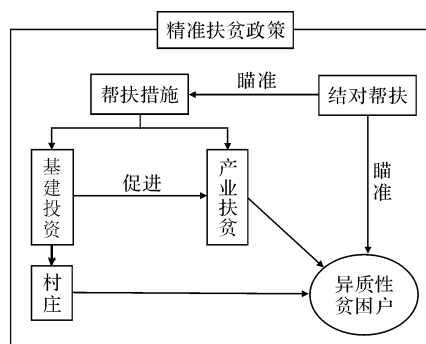 精准扶贫政策
瞄准
帮扶措施
结对帮扶
基建投资
促进
产业扶贫
瞄准
村庄
异质性
贫困户